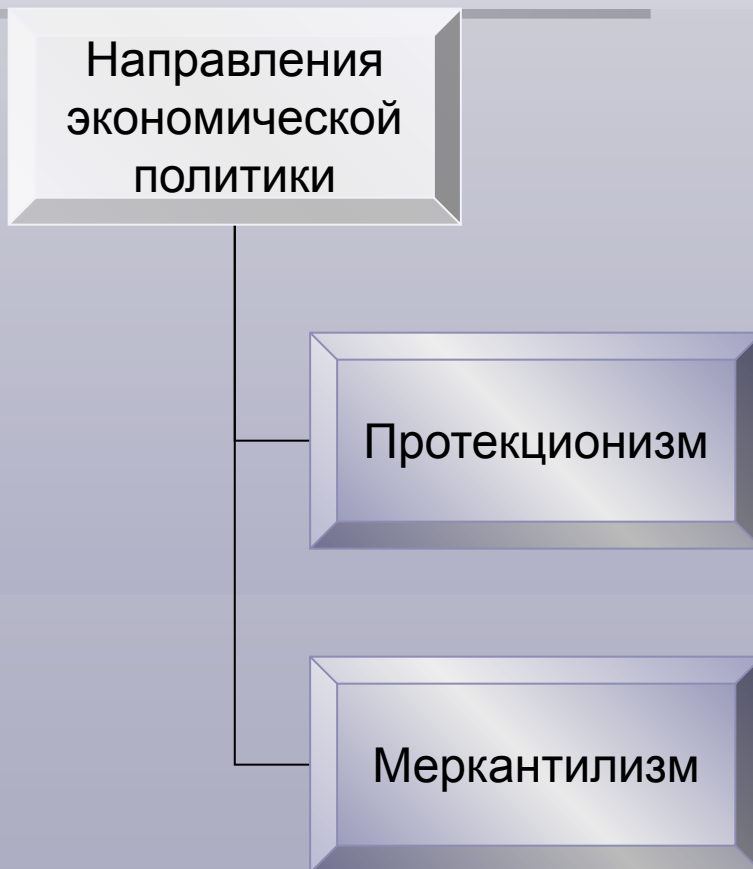 Направления
экономической
политики
Протекционизм
Меркантилизм